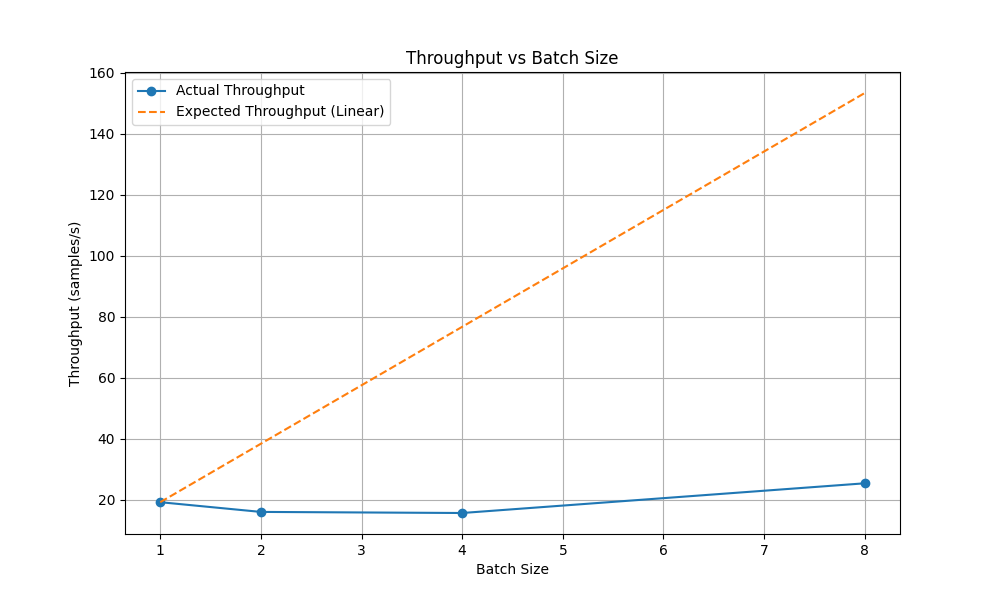 Throughput vs Batch Size
Actual Throughput
Expected Throughput (Linear)
Throughput (samples/s)
160
140
120
100
80
60
40
20
1 2 3 4 5 6 7 8
Batch Size